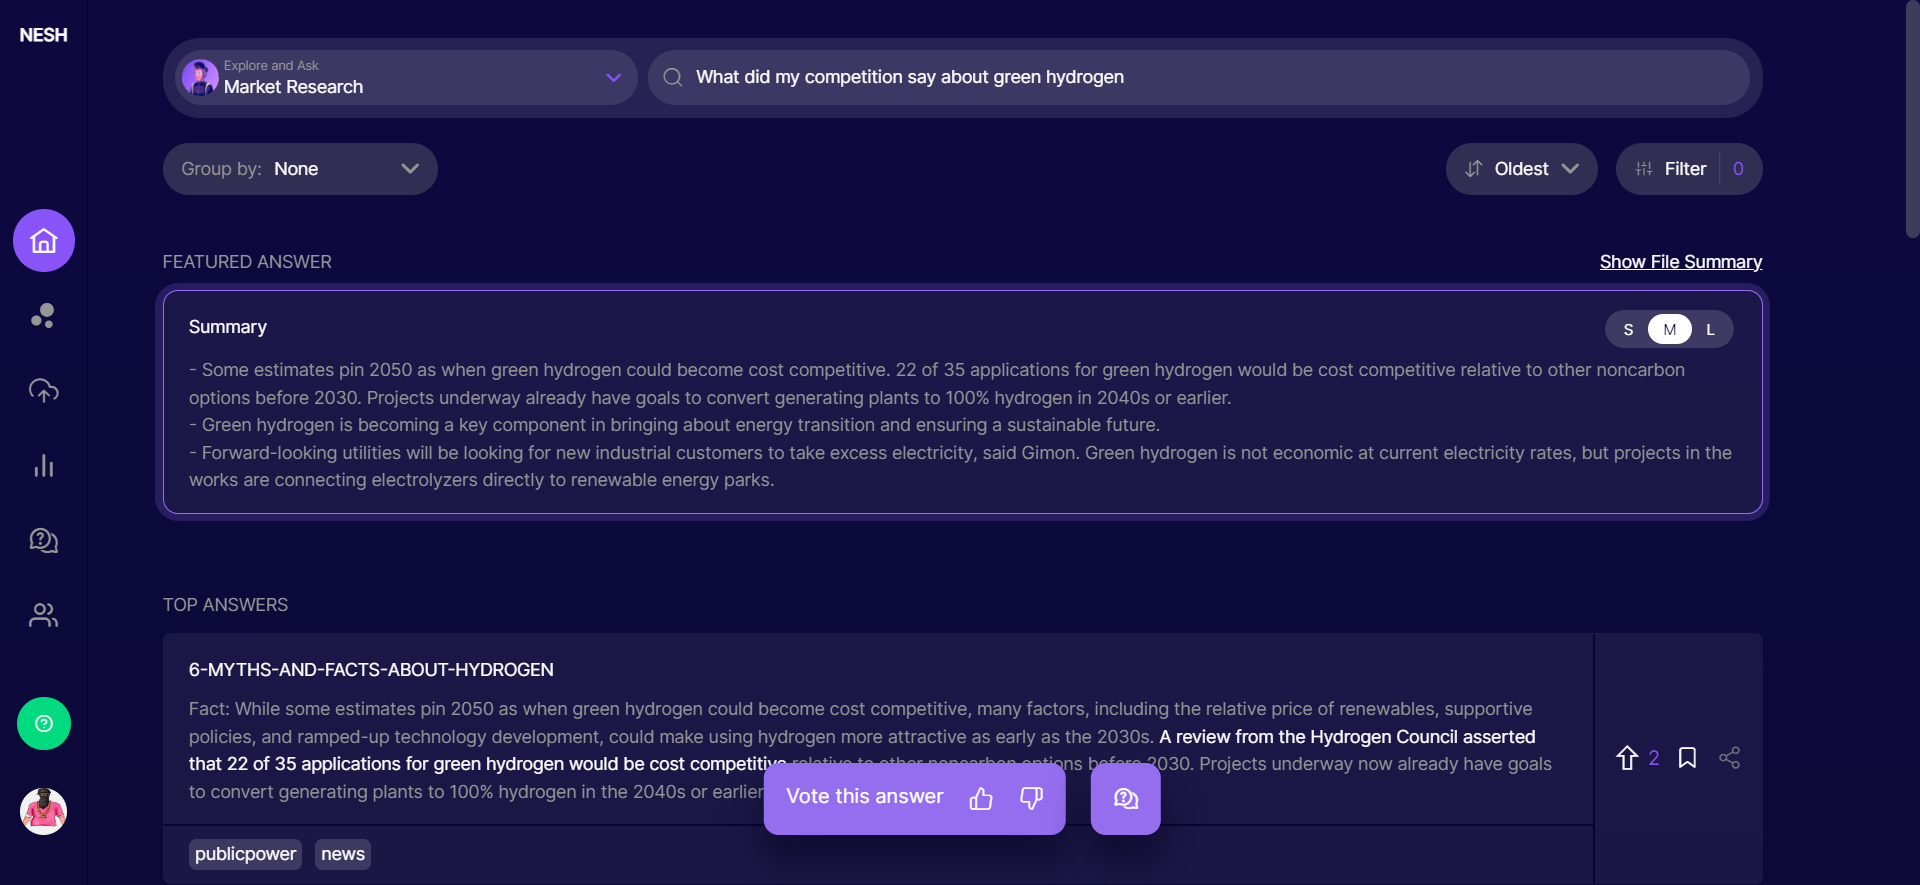 NESH
Explore and Ask
Market Research
What did my competition say about green hydrogen
Group by: None
Oldest
Filter 0
FEATURED ANSWER
Show File Summary
Summary
S M L
- Some estimates pin 2050 as when green hydrogen could become cost competitive. 22 of 35 applications for green hydrogen would be cost competitive relative to other noncarbon
options before 2030. Projects underway already have goals to convert generating plants to 100% hydrogen in 2040s or earlier.
- Green hydrogen is becoming a key component in bringing about energy transition and ensuring a sustainable future.
- Forward-looking utilities will be looking for new industrial customers to take excess electricity, said Gimon. Green hydrogen is not economic at current electricity rates, but projects in the
works are connecting electrolyzers directly to renewable energy parks.
TOP ANSWERS
6-MYTHS-AND-FACTS-ABOUT-HYDROGEN
Fact: While some estimates pin 2050 as when green hydrogen could become cost competitive, many factors, including the relative price of renewables, supportive
policies, and ramped-up technology development, could make using hydrogen more attractive as early as the 2030s. A review from the Hydrogen Council asserted
that 22 of 35 applications for green hydrogen would be cost competitive relative to other noncarbon options before 2030. Projects underway now already have goals
to convert generating plants to 100% hydrogen in the 2040s or earlier
2
Vote this answer
publicpower news